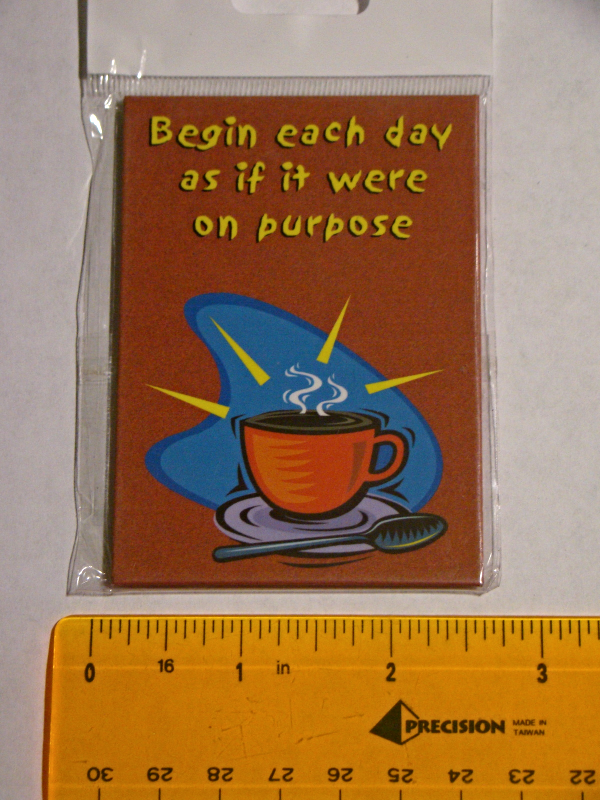 Begin each day
as if it were
on purpose
0 16 1 in 2 3
PRECISION MADE IN
TAIWAN
30 29 28 27 26 25 24 23 22